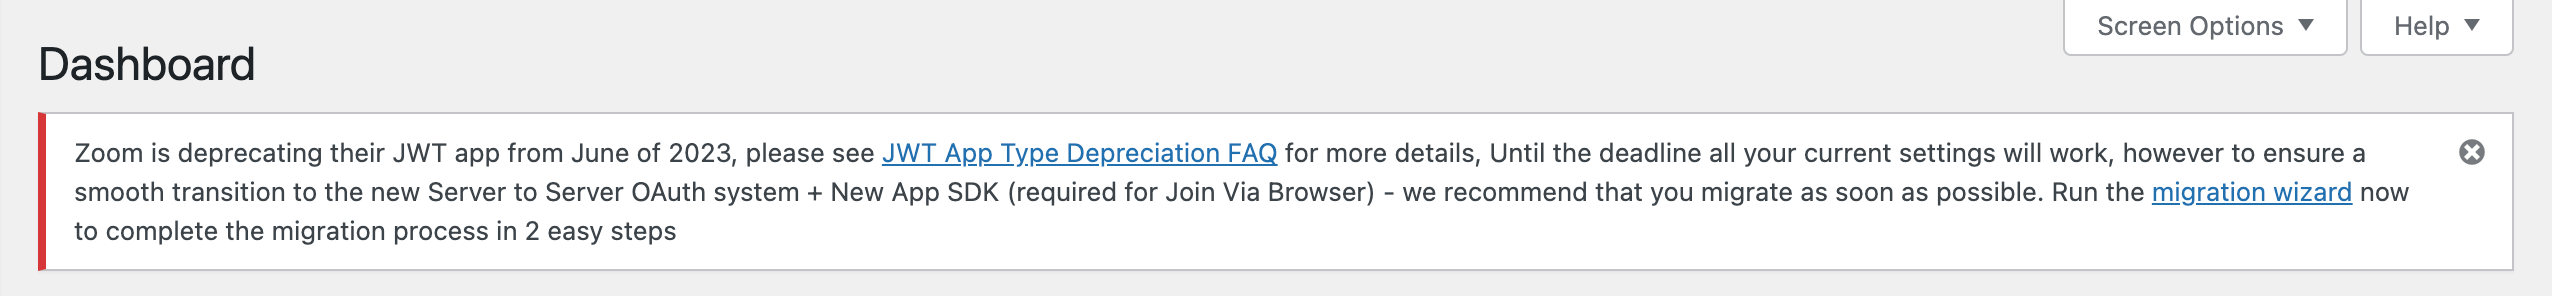 Screen Options
Help
Dashboard
Zoom is deprecating their JWT app from June of 2023, please see JWT App Type Depreciation FAQ for more details, Until the deadline all your current settings will work, however to ensure a
smooth transition to the new Server to Server OAuth system + New App SDK (required for Join Via Browser) - we recommend that you migrate as soon as possible. Run the migration wizard now
to complete the migration process in 2 easy steps